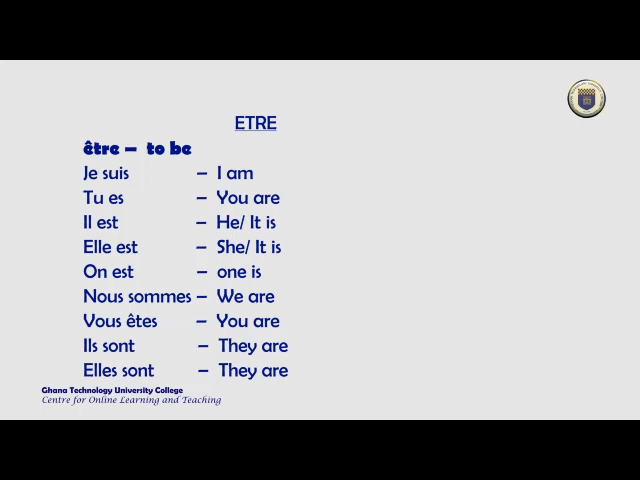 ETRE
être – to be
Je suis – I am
Tu es – You are
Il est – He/ It is
Elle est – She/ It is
On est – one is
Nous sommes – We are
Vous êtes – You are
Ils sont – They are
Elles sont – They are
Ghana Technology University College
Centre for Online Learning and Teaching